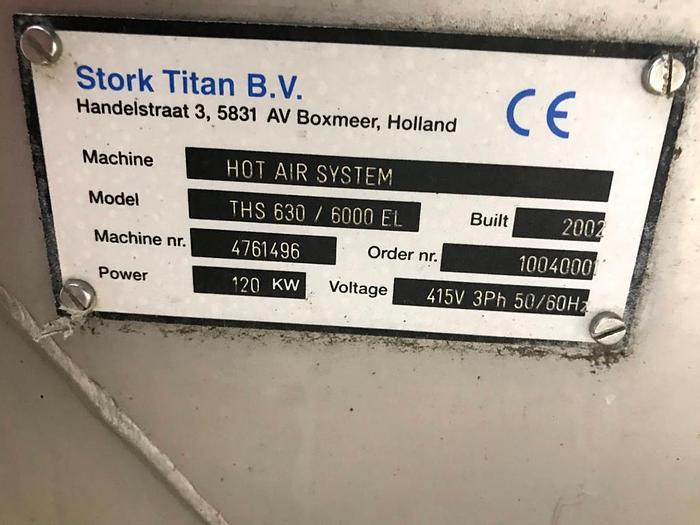 Stork Titan B.V.
Handelstraat 3, 5831 AV Boxmeer, Holland
CE
Machine HOT AIR SYSTEM
Model THS 630 / 6000 EL Built 2002
Machine nr. 4761496 Order nr. 10040001
Power 120 KW Voltage 415V 3Ph 50/60Hz